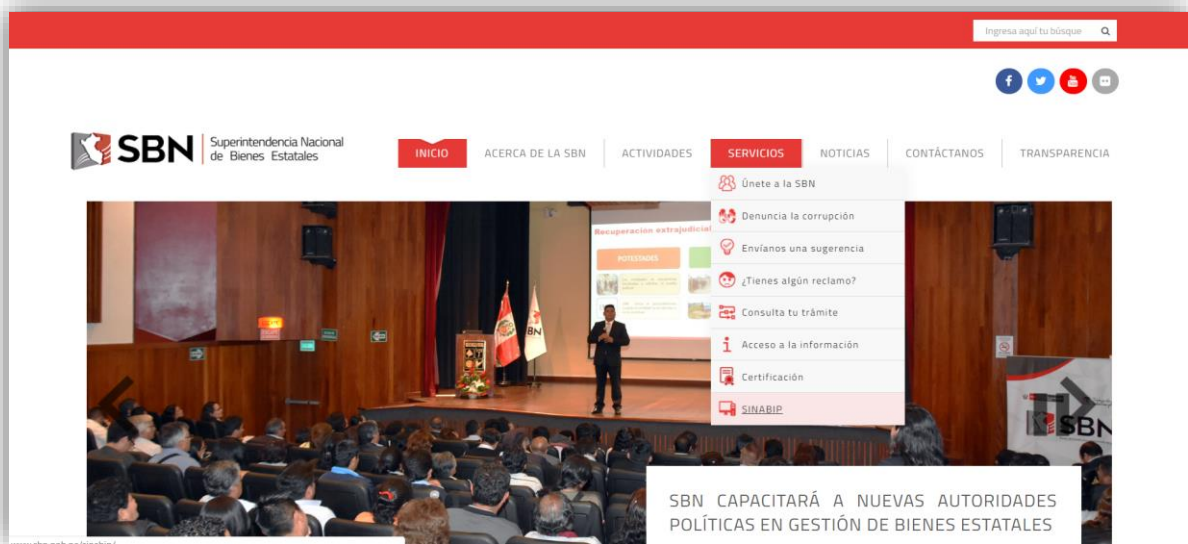 Ingresa aquí tu búsque
SBN
Superintendencia Nacional
de Bienes Estatales
INICIO
ACERCA DE LA SBN
ACTIVIDADES
SERVICIOS
NOTICIAS
CONTÁCTANOS
TRANSPARENCIA
Únete a la SBN
Denuncia la corrupción
Envíanos una sugerencia
¿Tienes algún reclamo?
Consulta tu trámite
Acceso a la información
Certificación
SINABIP
Recuperación extrajudicial
POTESTADES
BN
SBN
SBN CAPACITARÁ A NUEVAS AUTORIDADES
POLÍTICAS EN GESTIÓN DE BIENES ESTATALES